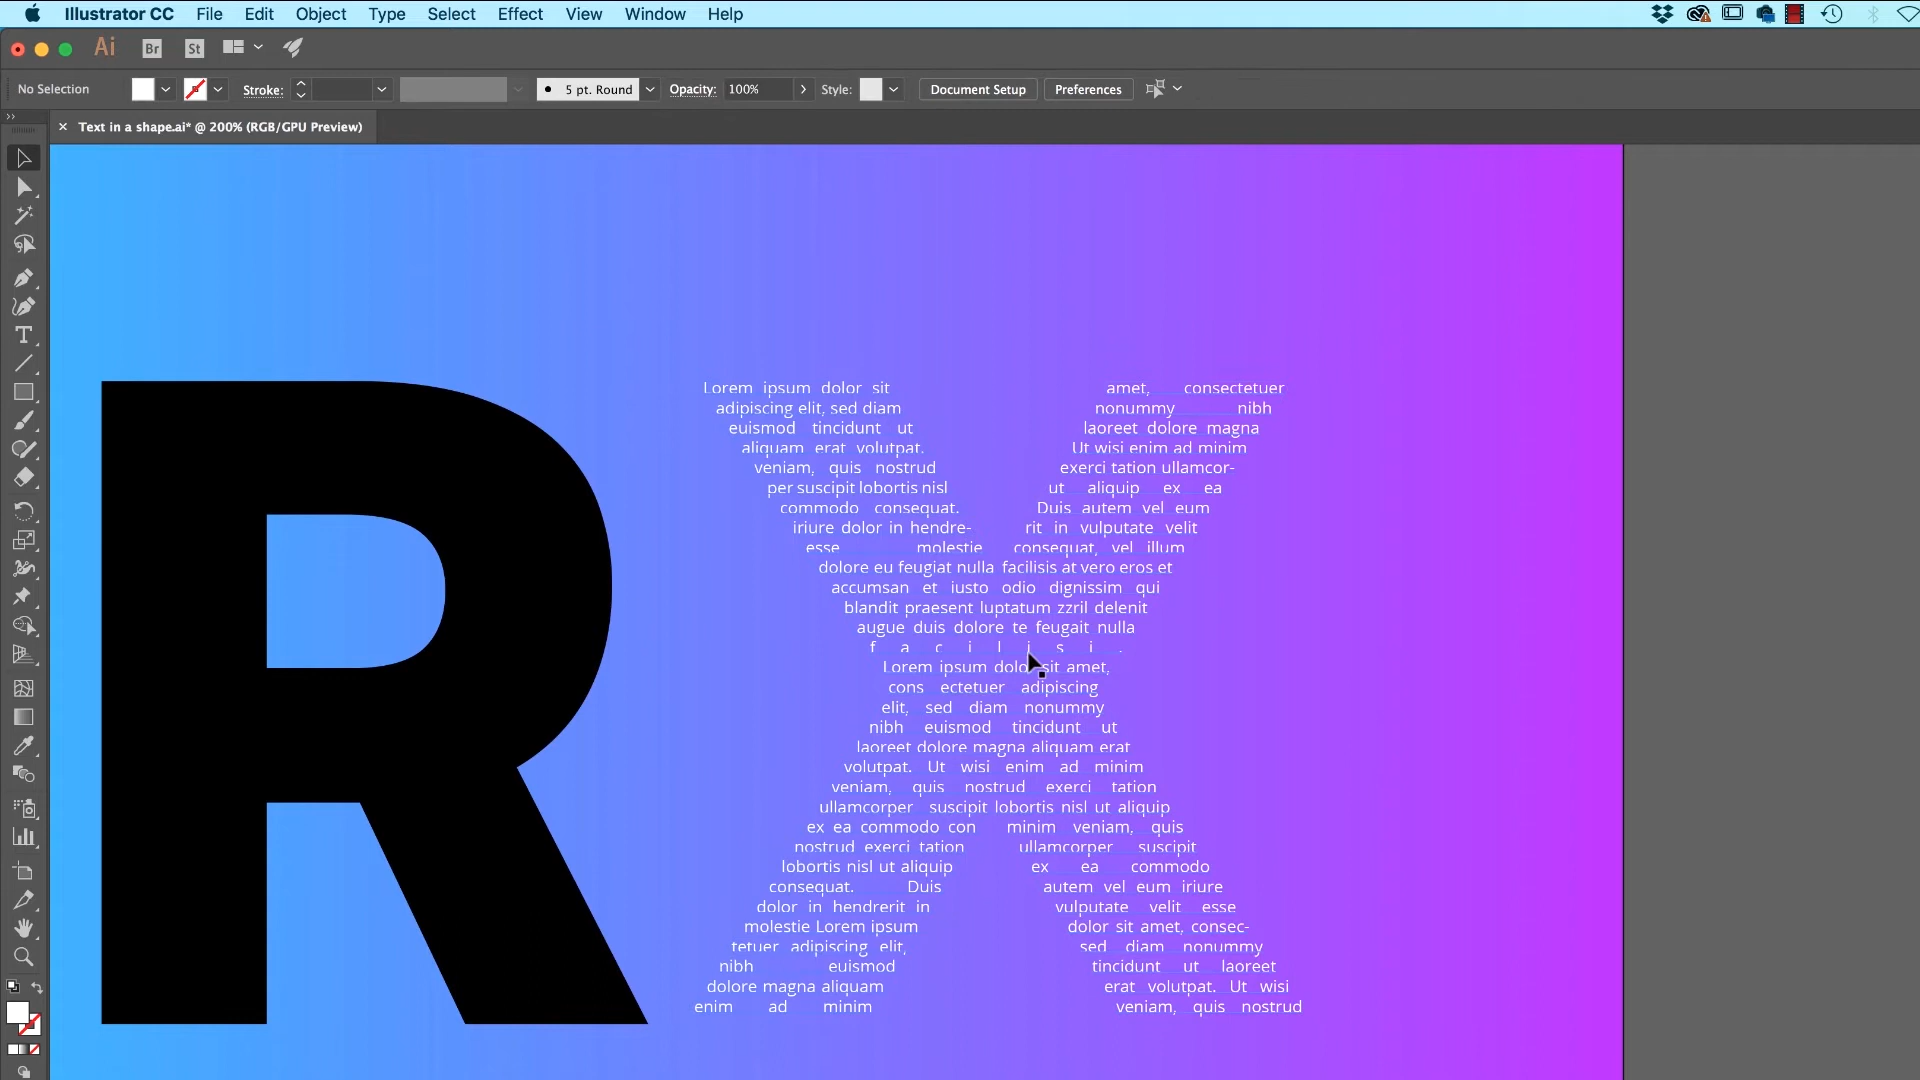 Illustrator CC File Edit Object Type Select Effect View Window Help
Ai Br St
No Selection Stroke: 5 pt. Round Opacity: 100% Style: Document Setup Preferences
Text in a shape.ai* @ 200% (RGB/GPU Preview)
R
Lorem ipsum dolor sit amet, consectetuer
adipiscing elit, sed diam nonummy nibh
euismod tincidunt ut laoreet dolore magna
aliquam erat volutpat. Ut wisi enim ad minim
veniam, quis nostrud exerci tation ullamcor-
per suscipit lobortis nisl ut aliquip ex ea
commodo consequat. Duis autem vel eum
iriure dolor in hendre- rit in vulputate velit
esse molestie consequat, vel illum
dolore eu feugiat nulla facilisis at vero eros et
accumsan et iusto odio dignissim qui
blandit praesent luptatum zzril delenit
augue duis dolore te feugait nulla
f a c i l i s i .
Lorem ipsum dolor sit amet,
cons ectetuer adipiscing
elit, sed diam nonummy
nibh euismod tincidunt ut
laoreet dolore magna aliquam erat
volutpat. Ut wisi enim ad minim
veniam, quis nostrud exerci tation
ullamcorper suscipit lobortis nisl ut aliquip
ex ea commodo con minim veniam, quis
nostrud exerci tation ullamcorper suscipit
lobortis nisl ut aliquip ex ea commodo
consequat. Duis autem vel eum iriure
dolor in hendrerit in vulputate velit esse
molestie Lorem ipsum dolor sit amet, consec-
tetuer adipiscing elit, sed diam nonummy
nibh euismod tincidunt ut laoreet
dolore magna aliquam erat volutpat. Ut wisi
enim ad minim veniam, quis nostrud